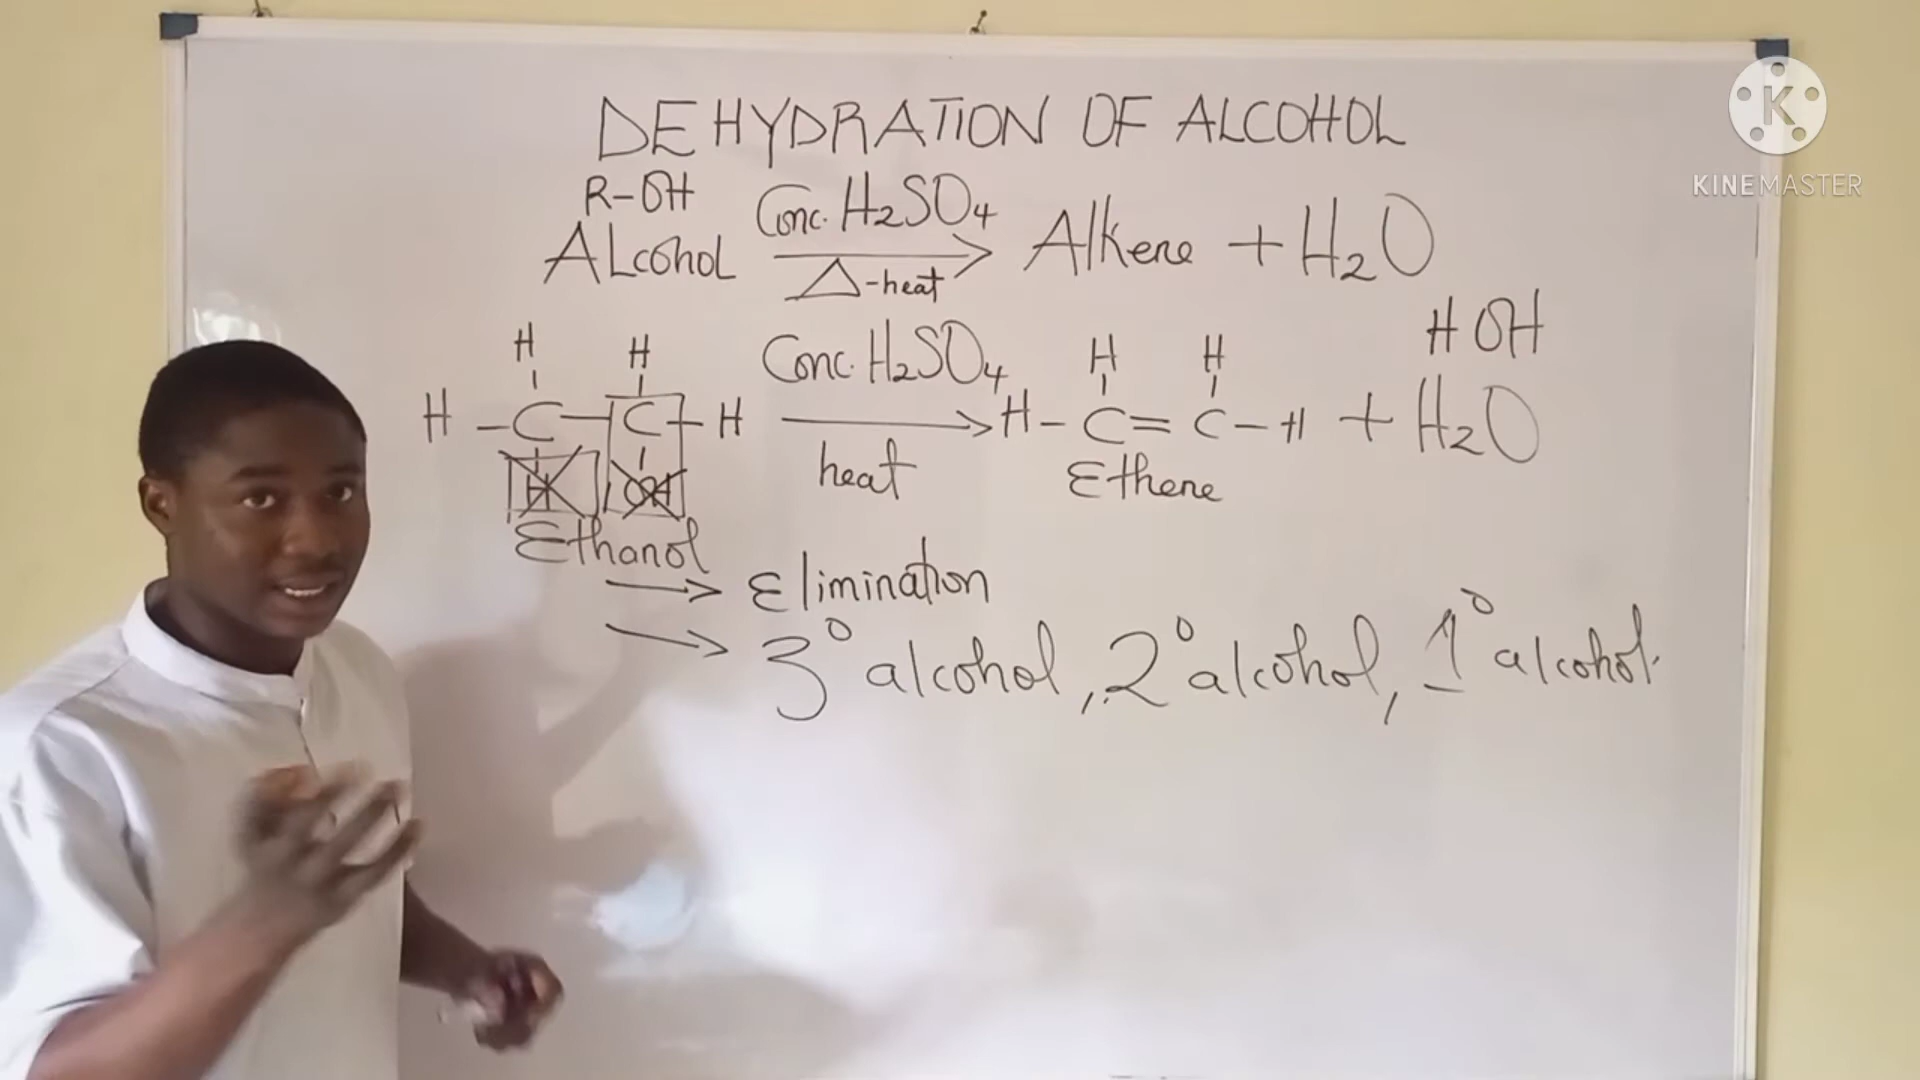 DEHYDRATION OF ALCOHOL
KINEMASTER
R-OH
Conc. H₂SO₄
ALcohol → Alkene + H₂O
△-heat
H OH
H H Conc. H₂SO₄ H H
H-C-C-H → H-C=C-H + H₂O
H OH heat Ethene
Ethanol
→ Elimination
→ 3° alcohol, 2° alcohol, 1° alcohol.